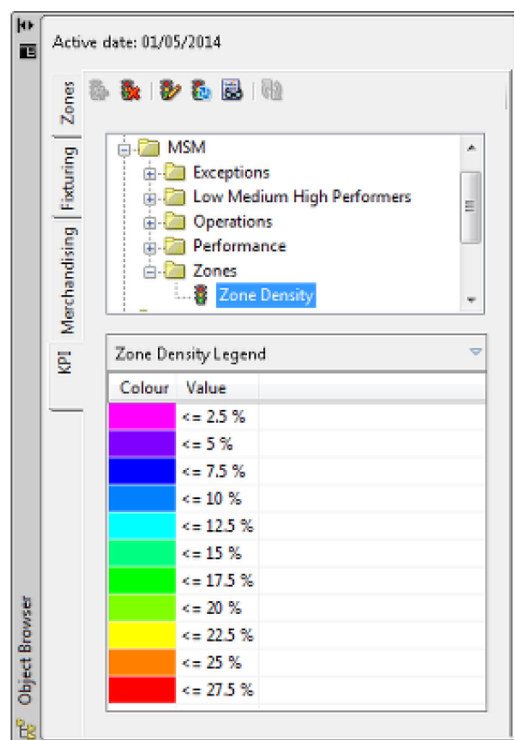 Active date: 01/05/2014
Zones
Fixturing
Merchandising
KPI
MSM
Exceptions
Low Medium High Performers
Operations
Performance
Zones
Zone Density
Zone Density Legend
Colour Value
<= 2.5 %
<= 5 %
<= 7.5 %
<= 10 %
<= 12.5 %
<= 15 %
<= 17.5 %
<= 20 %
<= 22.5 %
<= 25 %
<= 27.5 %
Object Browser